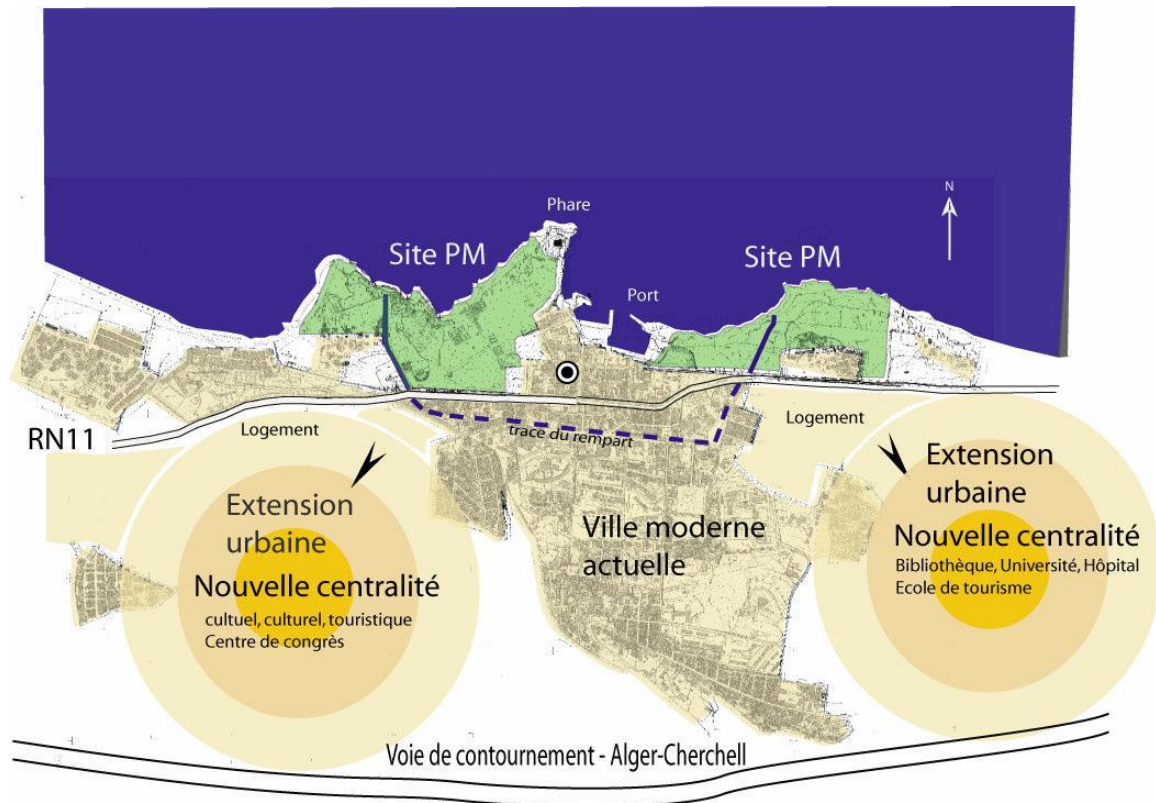 N
Phare
Site PM
Site PM
Port
RN11
Logement
tracé du rempart
Logement
Extension
urbaine
Nouvelle centralité
cultuel, culturel, touristique
Centre de congrès
Ville moderne
actuelle
Extension
urbaine
Nouvelle centralité
Bibliothèque, Université, Hôpital
Ecole de tourisme
Voie de contournement - Alger-Cherchell